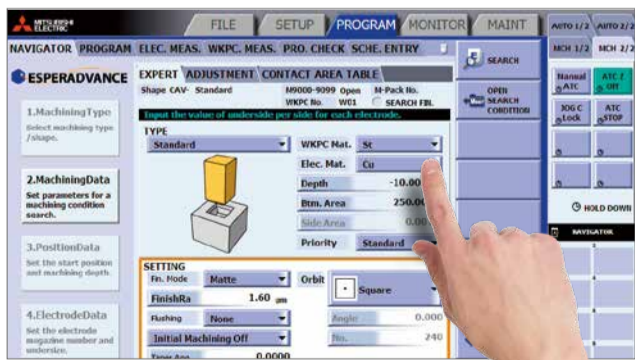 MITSUBISHI
ELECTRIC
FILE SETUP PROGRAM MONITOR MAINT
AUTO 1/2 AUTO 2/2
NAVIGATOR PROGRAM ELEC. MEAS. WKPC. MEAS. PRO. CHECK SCHE. ENTRY
MCH 1/2 MCH 2/2
ESPERADVANCE
EXPERT ADJUSTMENT CONTACT AREA TABLE
Shape CAV- Standard M9000-9099 Open M-Pack No.
WKPC No. W01 SEARCH FBL.
Input the value of underside per side for each electrode.
SEARCH
OPEN
SEARCH
CONDITION
Manual
ATC
ATC
OFF
JOG C
Lock
ATC
STOP
HOLD DOWN
NAVIGATOR
1.MachiningType
Select machining type
/shape.
2.MachiningData
Set parameters for a
machining condition
search.
3.PositionData
Set the start position
and machining depth.
4.ElectrodeData
Set the electrode
magazine number and
undersize.
TYPE
Standard
WKPC Mat. St
Elec. Mat. Cu
Depth -10.00
Btm. Area 250.0
Side Area 0.0
Priority Standard
SETTING
Fin. Mode Matte
FinishRa 1.60 μm
Flushing None
Initial Machining Off
Taper Ang 0.0000
Orbit Square
Angle 0.000
No. 240